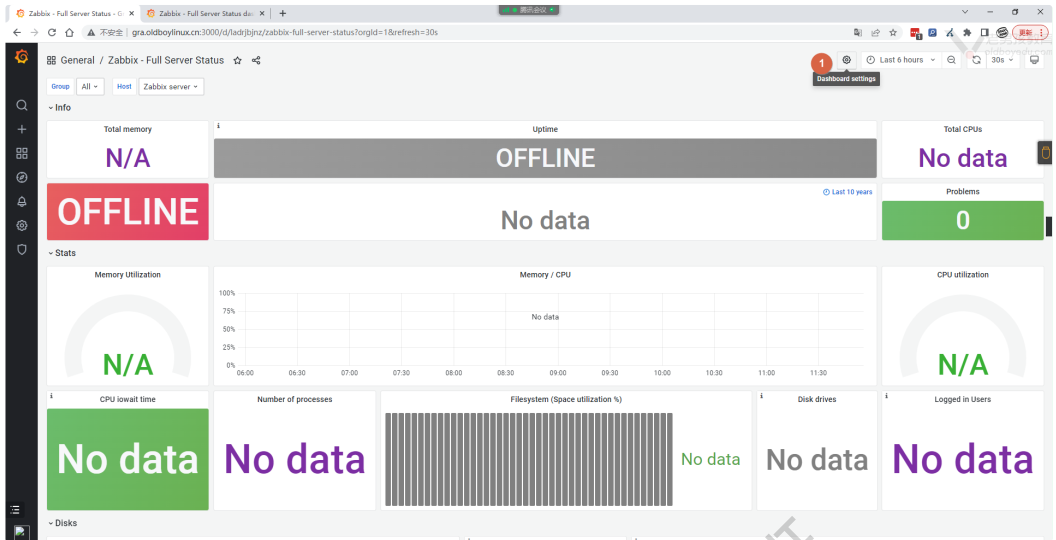 Zabbix - Full Server Status - Gr
Zabbix - Full Server Status das
腾讯会议
不安全
gra.oldboylinux.cn:3000/d/ladrjbjnz/zabbix-full-server-status?orgId=1&refresh=30s
更新
General / Zabbix - Full Server Status
1
Last 6 hours
30s
Dashboard settings
Group
All
Host
Zabbix server
Info
Total memory
Uptime
Total CPUs
N/A
OFFLINE
No data
OFFLINE
Last 10 years
No data
Problems
0
Stats
Memory Utilization
Memory / CPU
CPU utilization
100%
75%
50%
25%
0%
No data
06:00 06:30 07:00 07:30 08:00 08:30 09:00 09:30 10:00 10:30 11:00 11:30
N/A
N/A
CPU iowait time
Number of processes
Filesystem (Space utilization %)
Disk drives
Logged in Users
No data
No data
No data
No data
No data
Disks